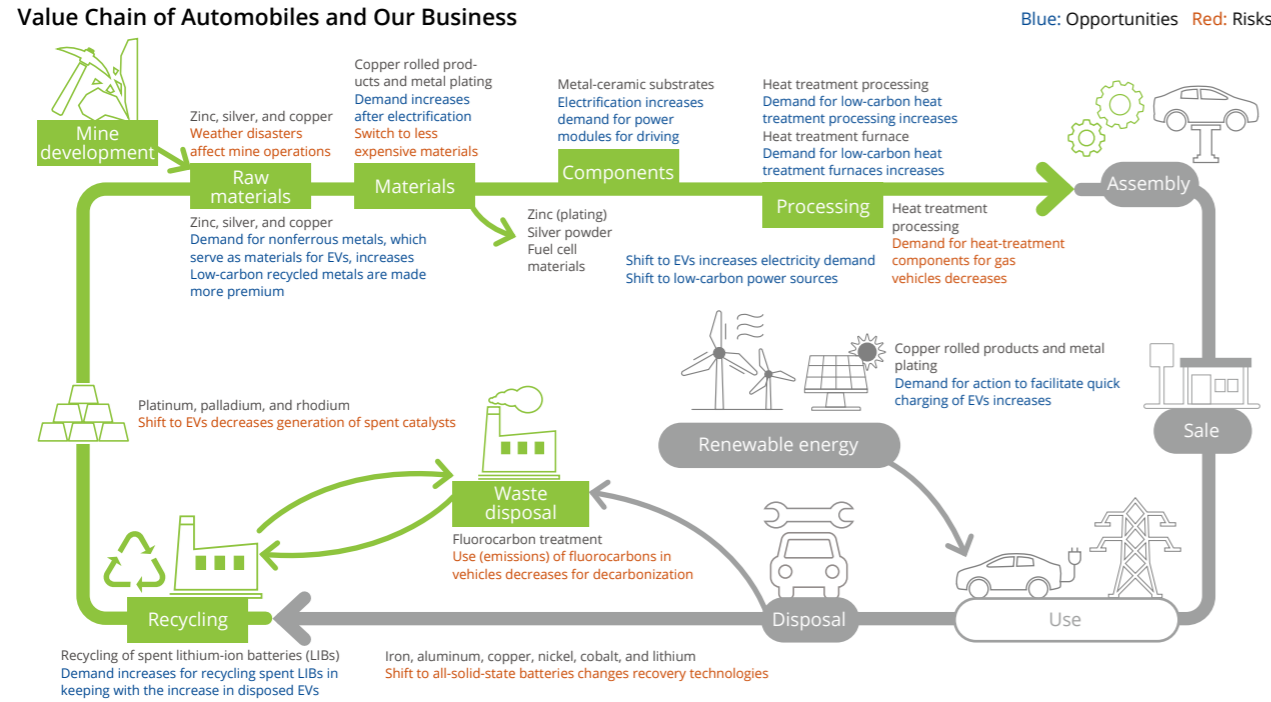 Value Chain of Automobiles and Our Business
Blue: Opportunities Red: Risks
Mine
development
Zinc, silver, and copper
Weather disasters
affect mine operations
Raw
materials
Zinc, silver, and copper
Demand for nonferrous metals, which
serve as materials for EVs, increases
Low-carbon recycled metals are made
more premium
Copper rolled prod-
ucts and metal plating
Demand increases
after electrification
Switch to less
expensive materials
Materials
Zinc (plating)
Silver powder
Fuel cell
materials
Metal-ceramic substrates
Electrification increases
demand for power
modules for driving
Components
Heat treatment processing
Demand for low-carbon heat
treatment processing increases
Heat treatment furnace
Demand for low-carbon heat
treatment furnaces increases
Processing
Heat treatment
processing
Demand for heat-treatment
components for gas
vehicles decreases
Assembly
Shift to EVs increases electricity demand
Shift to low-carbon power sources
Copper rolled products and metal
plating
Demand for action to facilitate quick
charging of EVs increases
Renewable energy
Sale
Platinum, palladium, and rhodium
Shift to EVs decreases generation of spent catalysts
Waste
disposal
Fluorocarbon treatment
Use (emissions) of fluorocarbons in
vehicles decreases for decarbonization
Recycling
Disposal
Use
Recycling of spent lithium-ion batteries (LIBs)
Demand increases for recycling spent LIBs in
keeping with the increase in disposed EVs
Iron, aluminum, copper, nickel, cobalt, and lithium
Shift to all-solid-state batteries changes recovery technologies